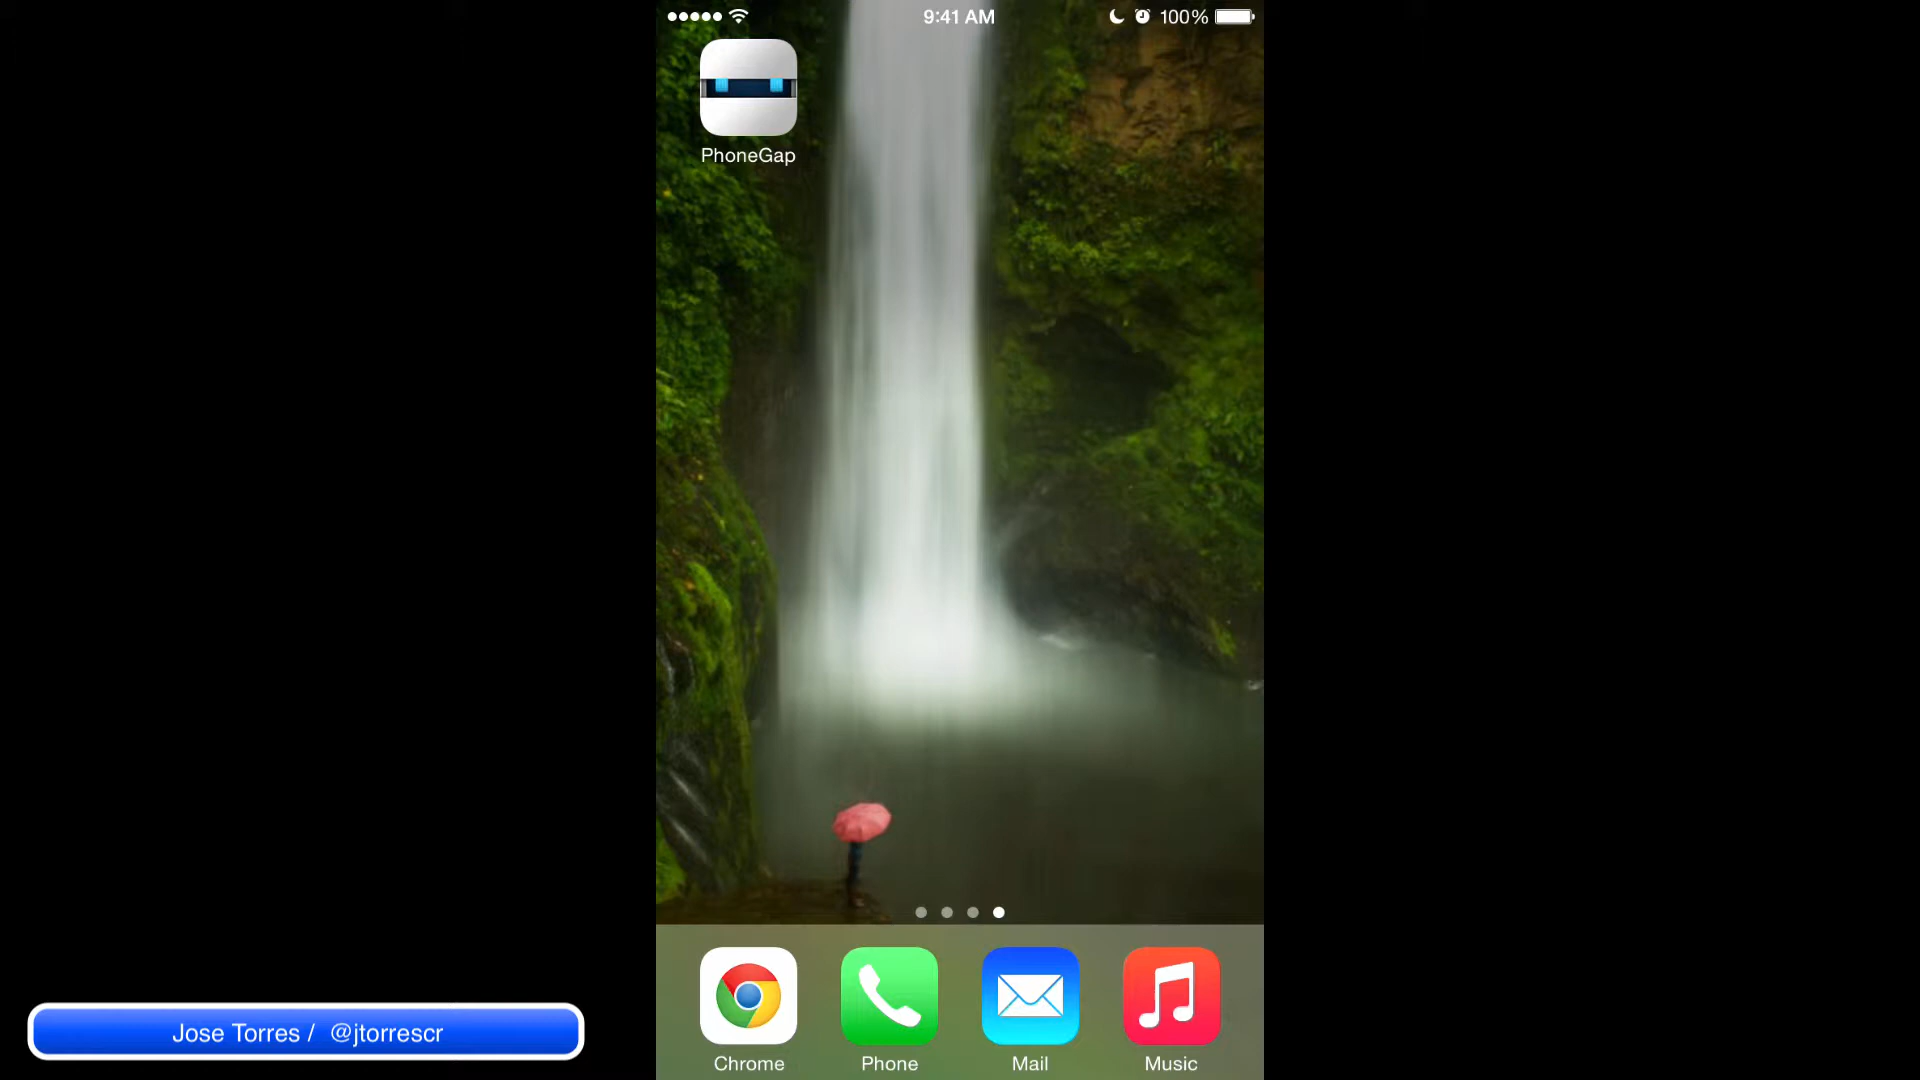 9:41 AM
100%
PhoneGap
Chrome
Phone
Mail
Music
Jose Torres / @jtorrescr